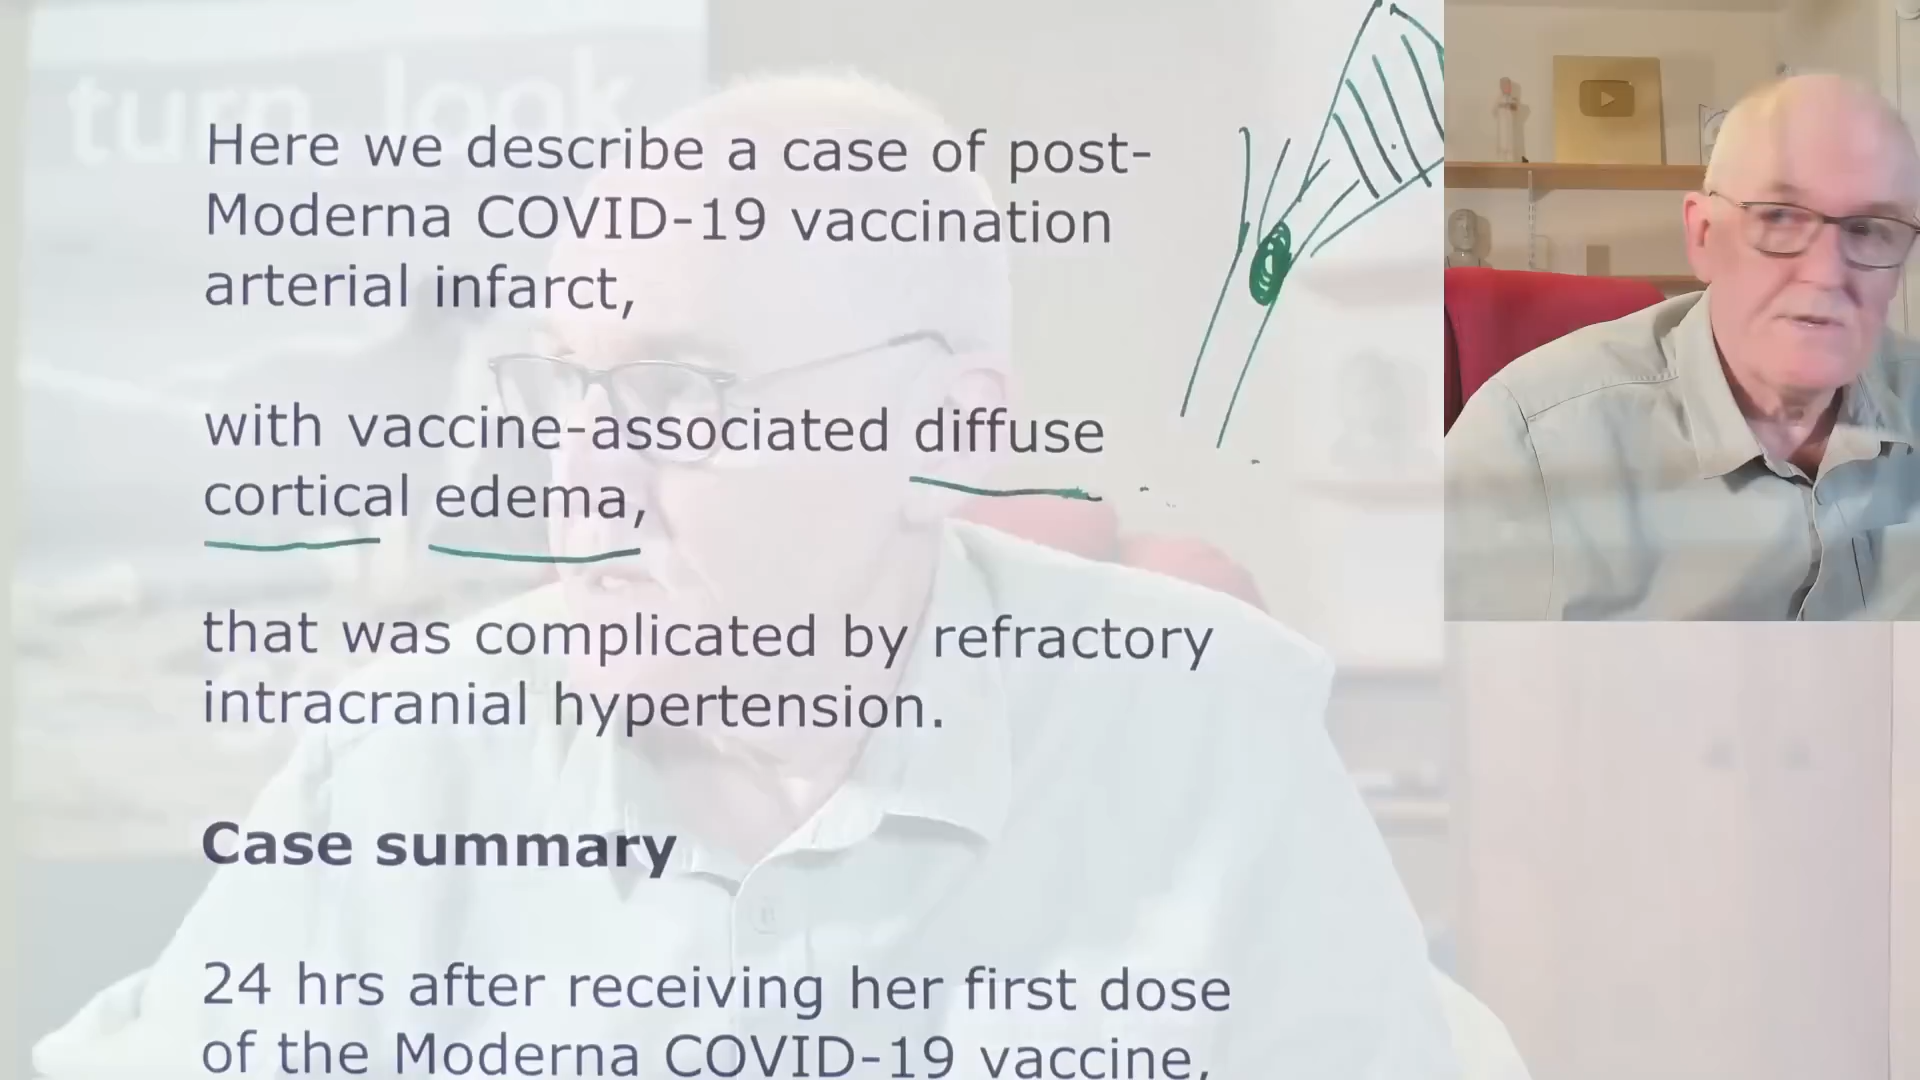 turn look
Here we describe a case of post-
Moderna COVID-19 vaccination
arterial infarct,
with vaccine-associated diffuse
cortical edema,
that was complicated by refractory
intracranial hypertension.
Case summary
24 hrs after receiving her first dose
of the Moderna COVID-19 vaccine,